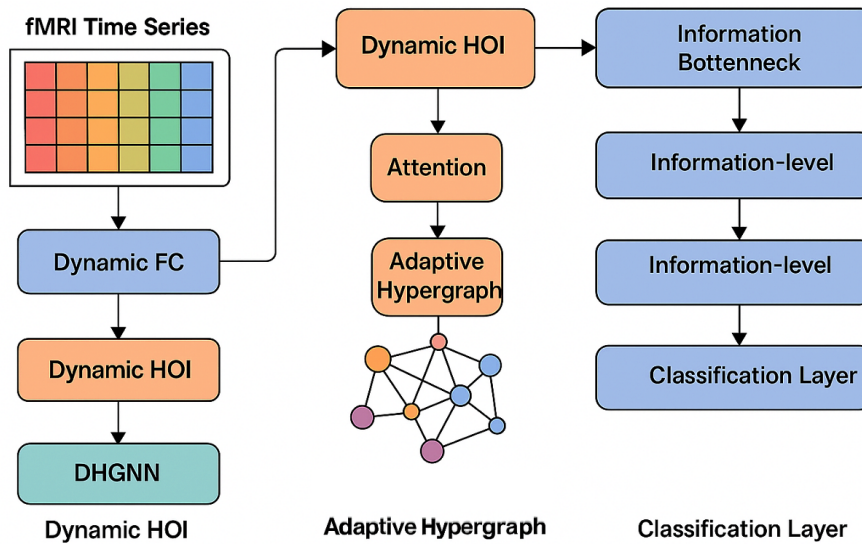 fMRI Time Series
Dynamic FC
Dynamic HOI
DHGNN
Dynamic HOI
Dynamic HOI
Attention
Adaptive
Hypergraph
Adaptive Hypergraph
Information
Bottenneck
Information-level
Information-level
Classification Layer
Classification Layer